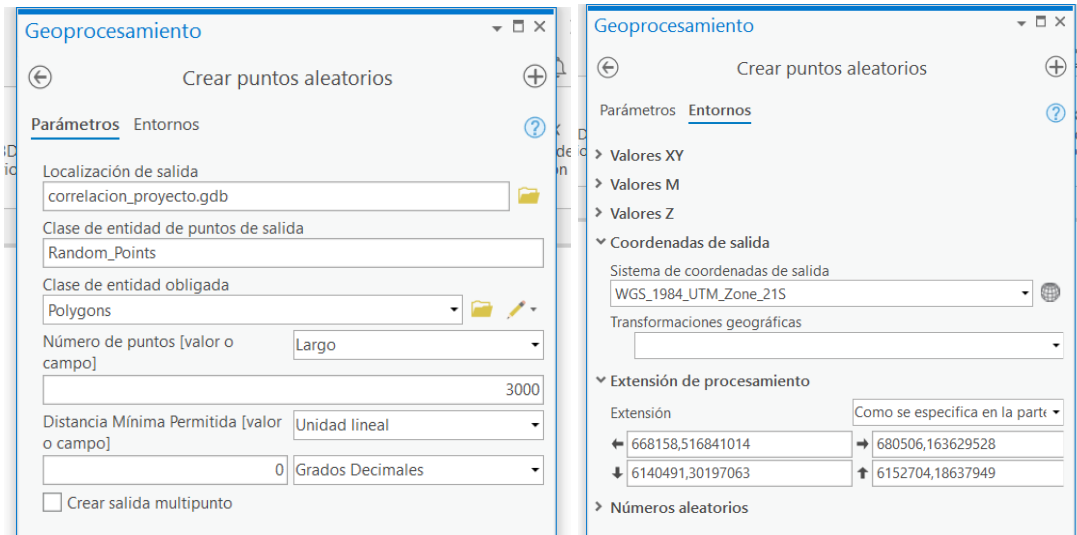 Geoprocesamiento
Crear puntos aleatorios
Parámetros Entornos
Localización de salida
correlacion_proyecto.gdb
Clase de entidad de puntos de salida
Random_Points
Clase de entidad obligada
Polygons
Número de puntos [valor o
campo]
Largo
3000
Distancia Mínima Permitida [valor
o campo]
Unidad lineal
0
Grados Decimales
Crear salida multipunto
Geoprocesamiento
Crear puntos aleatorios
Parámetros Entornos
Valores XY
Valores M
Valores Z
Coordenadas de salida
Sistema de coordenadas de salida
WGS_1984_UTM_Zone_21S
Transformaciones geográficas
Extensión de procesamiento
Extensión
Como se especifica en la parte
668158,516841014
680506,163629528
6140491,30197063
6152704,18637949
Números aleatorios